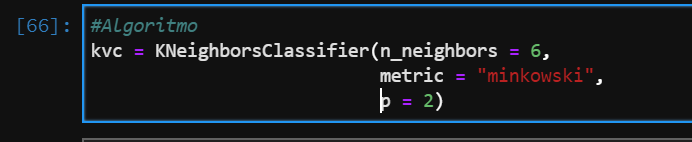 [66]: #Algoritmo
kvc = KNeighborsClassifier(n_neighbors = 6,
metric = "minkowski",
p = 2)